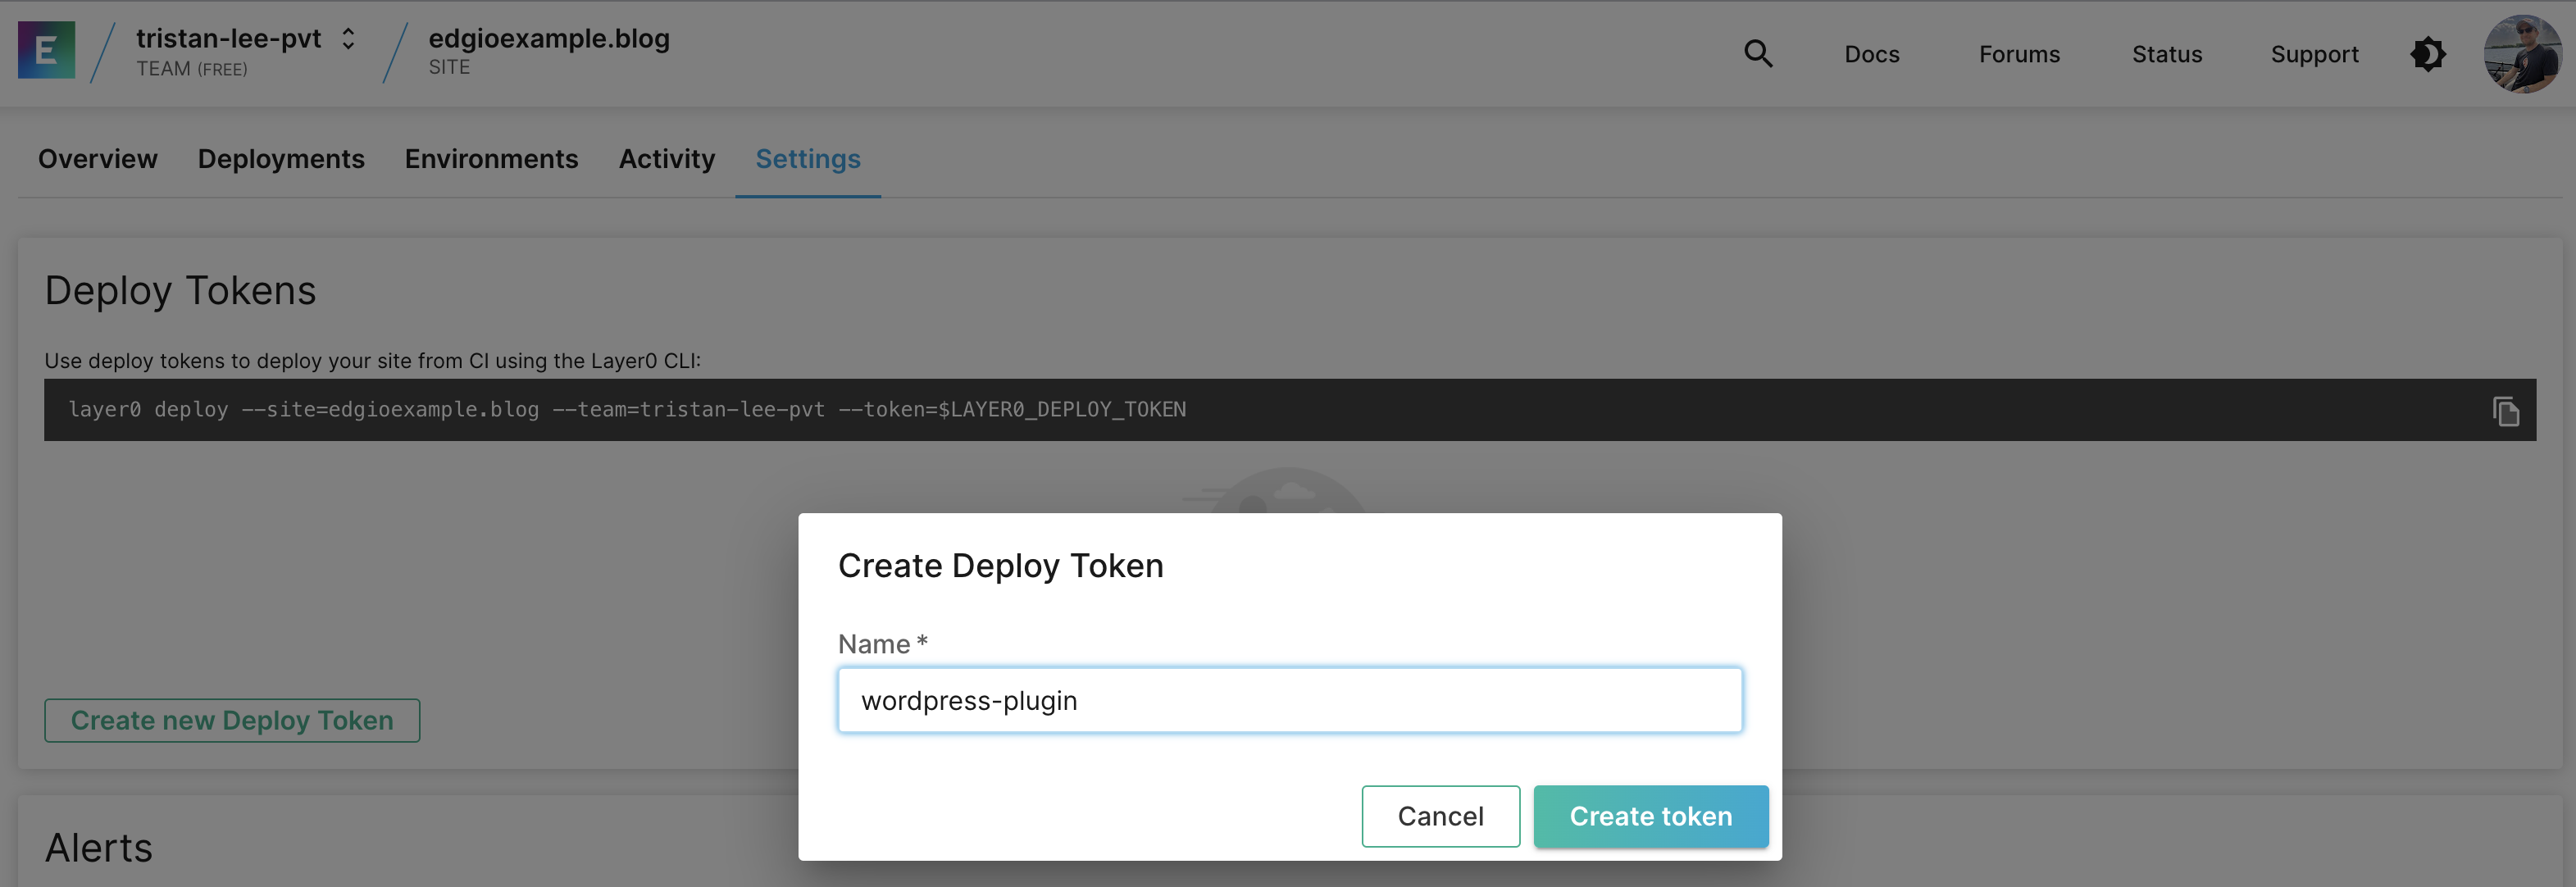 E
tristan-lee-pvt
TEAM (FREE)
edgioexample.blog
SITE
Docs
Forums
Status
Support
Overview
Deployments
Environments
Activity
Settings
Deploy Tokens
Use deploy tokens to deploy your site from CI using the Layer0 CLI:
layer0 deploy --site=edgioexample.blog --team=tristan-lee-pvt --token=$LAYER0_DEPLOY_TOKEN
Create Deploy Token
Name *
wordpress-plugin
Cancel
Create token
Create new Deploy Token
Alerts